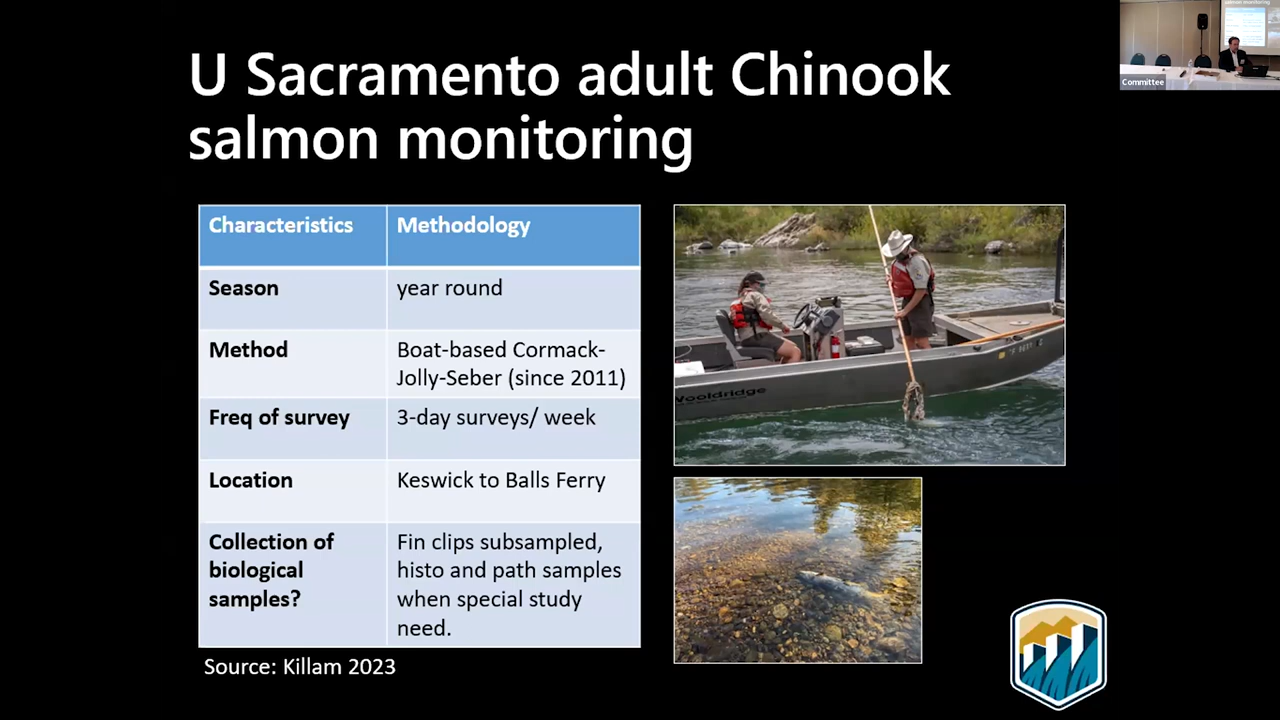 U Sacramento adult Chinook
salmon monitoring
Committee
Characteristics Methodology
Season year round
Method Boat-based Cormack-
Jolly-Seber (since 2011)
Freq of survey 3-day surveys/ week
Location Keswick to Balls Ferry
Collection of
biological
samples?
Fin clips subsampled,
histo and path samples
when special study
need.
Source: Killam 2023
Wooldridge